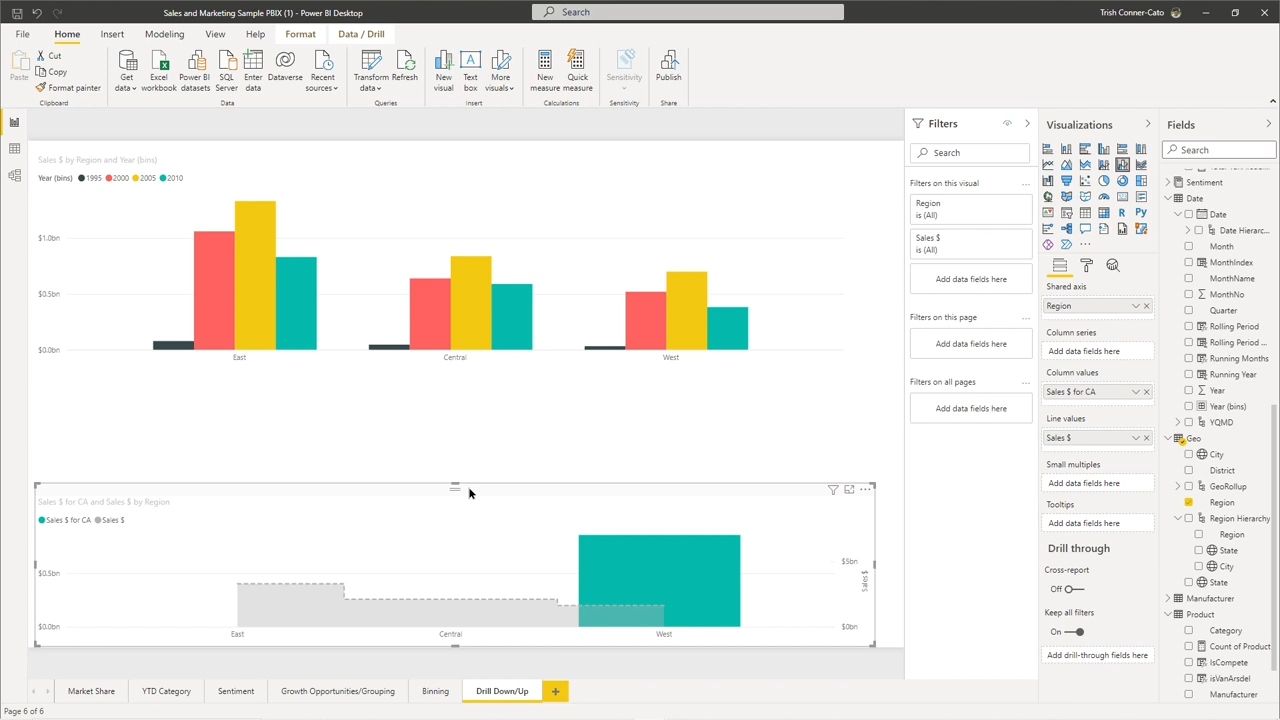 Sales and Marketing Sample PBIX (1) - Power BI Desktop
Search
Trish Conner-Cato
File Home Insert Modeling View Help Format Data / Drill
Paste
Cut
Copy
Format painter
Clipboard
Get data
Excel workbook
Power BI datasets
SQL Server
Enter data
Dataverse
Recent sources
Data
Transform data
Refresh
Queries
New visual
Text box
More visuals
Insert
New measure
Quick measure
Calculations
Sensitivity
Sensitivity
Publish
Share
Sales $ by Region and Year (bins)
Year (bins) 1995 2000 2005 2010
$1.0bn
$0.5bn
$0.0bn
East Central West
Sales $ for CA and Sales $ by Region
Sales $ for CA Sales $
$0.5bn
$0.0bn
$5bn
$0bn
Sales $
East Central West
Filters
Search
Filters on this visual ...
Region
is (All)
Sales $
is (All)
Add data fields here
Filters on this page ...
Add data fields here
Filters on all pages ...
Add data fields here
Visualizations
R Py
...
Shared axis
Region
Column series
Add data fields here
Column values
Sales $ for CA
Line values
Sales $
Small multiples
Add data fields here
Tooltips
Add data fields here
Drill through
Cross-report
Off
Keep all filters
On
Add drill-through fields here
Fields
Search
Sentiment
Date
Date
Date Hierarc...
Month
MonthIndex
MonthName
MonthNo
Quarter
Rolling Period
Rolling Period ...
Running Months
Running Year
Year
Year (bins)
YQMD
Geo
City
District
GeoRollup
Region
Region Hierarchy
Region
State
City
State
Manufacturer
Product
Category
Count of Product
IsCompete
isVanArsdel
Manufacturer
Market Share YTD Category Sentiment Growth Opportunities/Grouping Binning Drill Down/Up +
Page 6 of 6